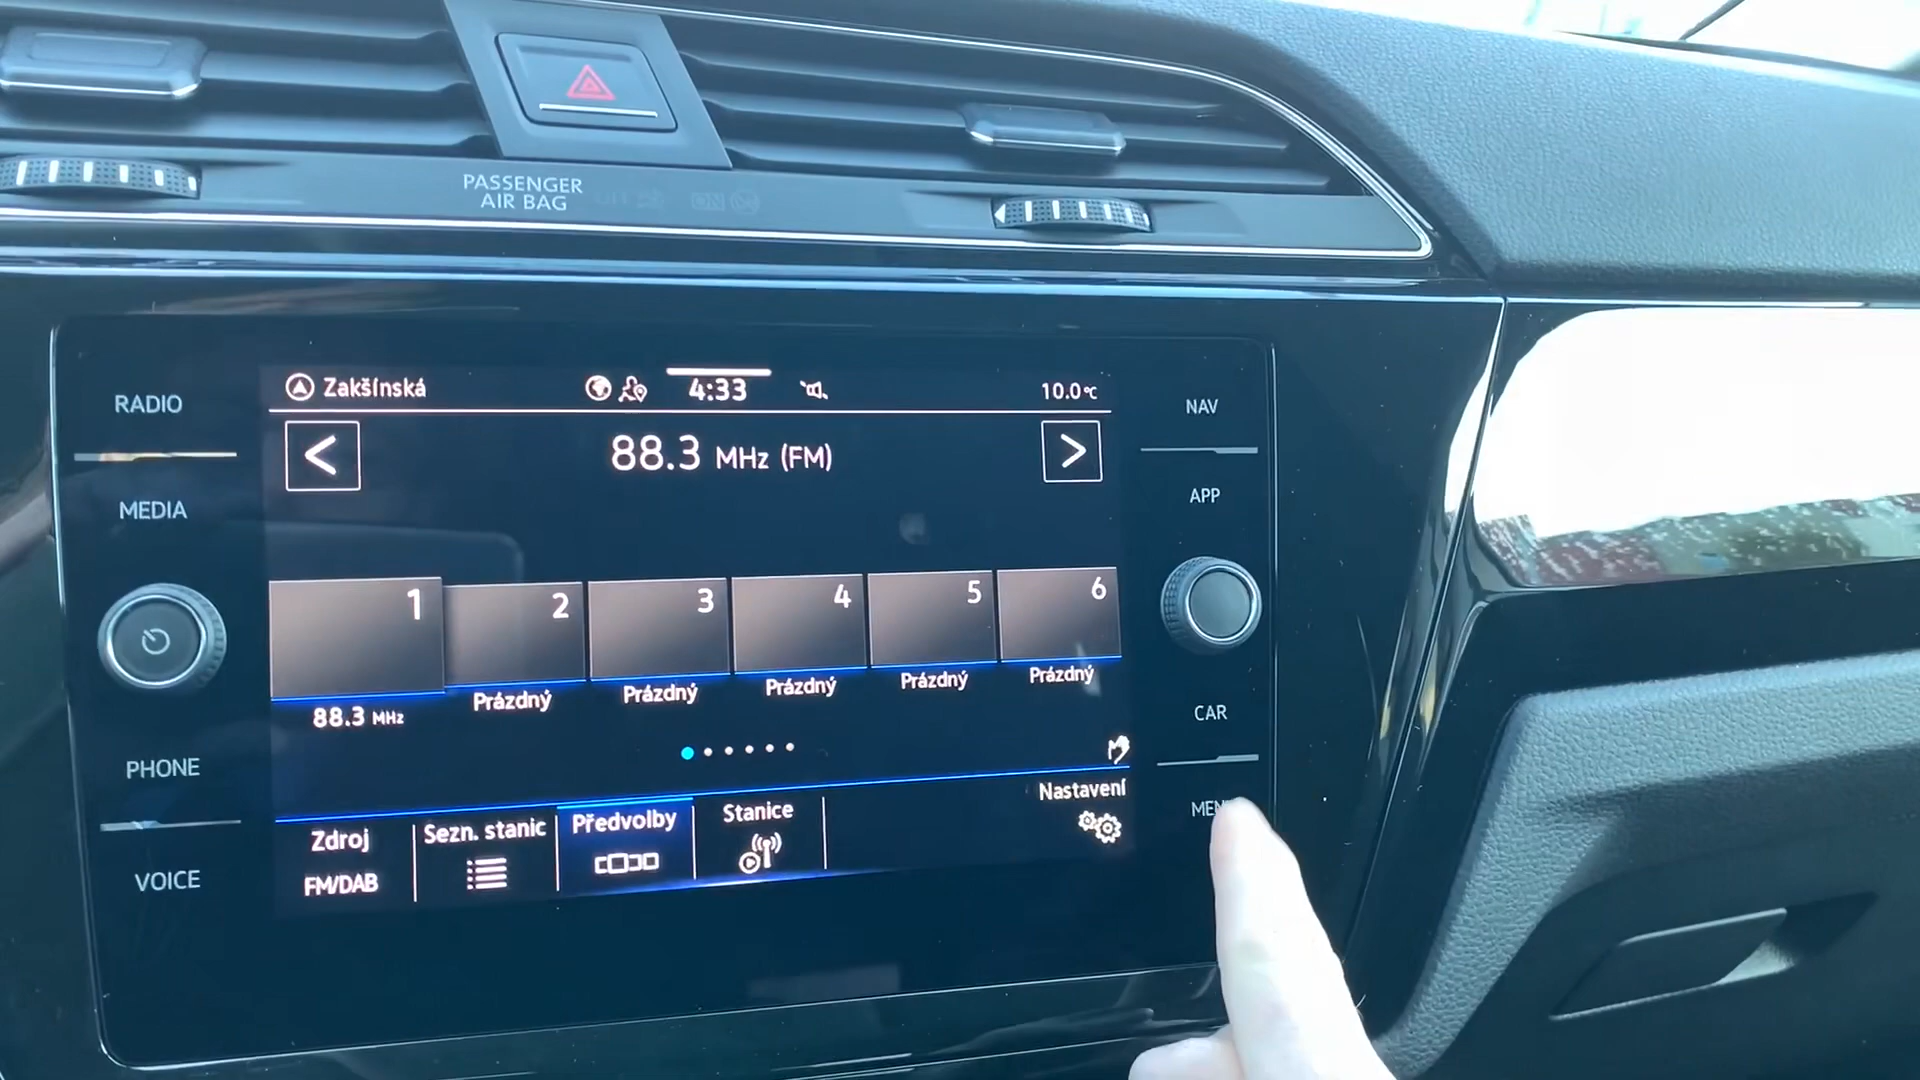 PASSENGER
AIR BAG
RADIO
MEDIA
PHONE
VOICE
Zakšínská
4:33
10.0°C
88.3 MHz (FM)
1
2
3
4
5
6
88.3 MHz
Prázdný
Prázdný
Prázdný
Prázdný
Prázdný
Zdroj
FM/DAB
Sezn. stanic
Předvolby
Stanice
Nastavení
NAV
APP
CAR